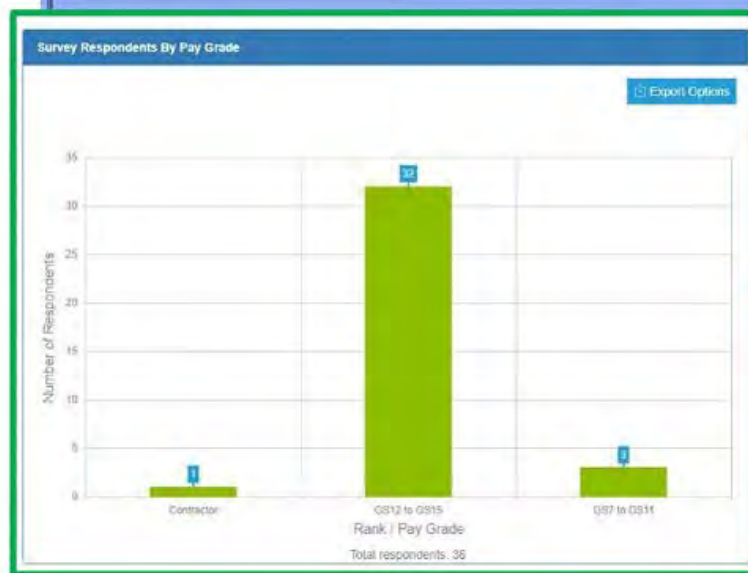 Survey Respondents By Pay Grade
Export Options
35
30
25
20
15
10
5
0
Number of Respondents
1
32
3
Contractor
GS12 to GS15
GS7 to GS11
Rank / Pay Grade
Total respondents: 36